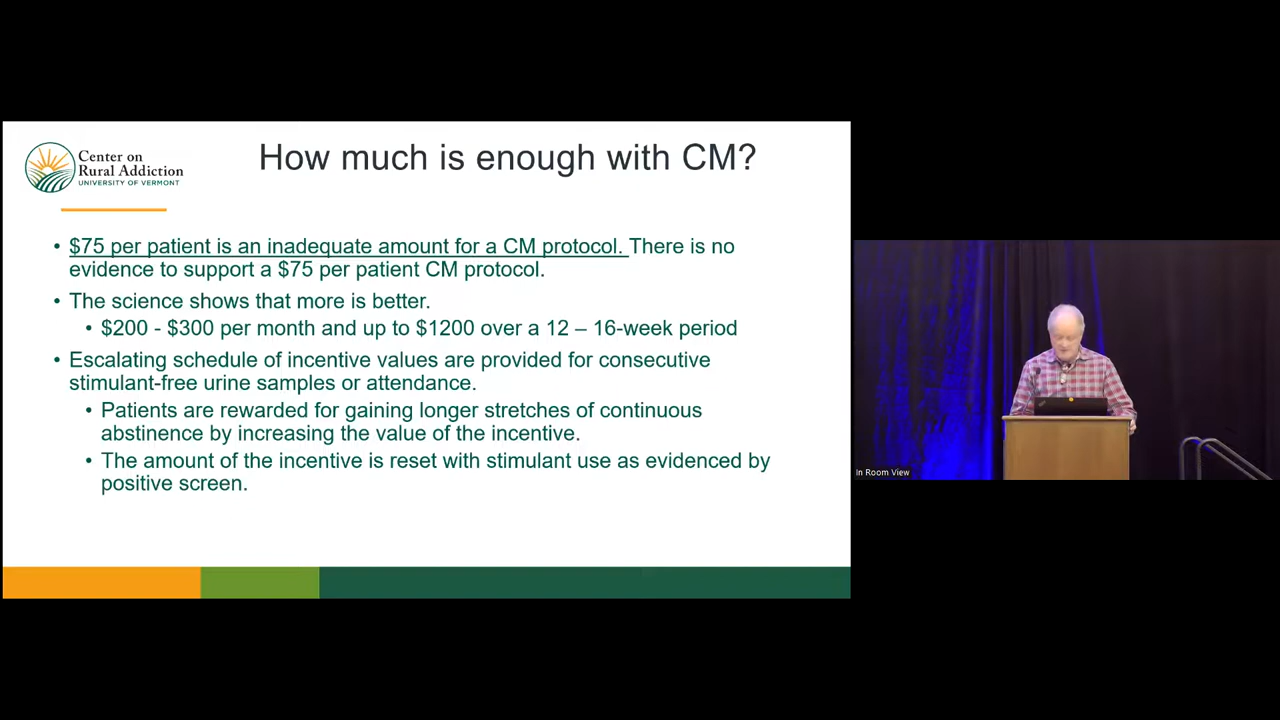 Center on
Rural Addiction
UNIVERSITY OF VERMONT
How much is enough with CM?
• $75 per patient is an inadequate amount for a CM protocol. There is no
evidence to support a $75 per patient CM protocol.
• The science shows that more is better.
• $200 - $300 per month and up to $1200 over a 12 – 16-week period
• Escalating schedule of incentive values are provided for consecutive
stimulant-free urine samples or attendance.
• Patients are rewarded for gaining longer stretches of continuous
abstinence by increasing the value of the incentive.
• The amount of the incentive is reset with stimulant use as evidenced by
positive screen.
In Room View